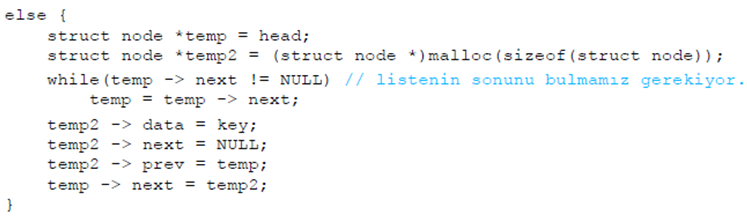 else {
    struct node *temp = head;
    struct node *temp2 = (struct node *)malloc(sizeof(struct node));
    while(temp -> next != NULL) // listenin sonunu bulmamız gerekiyor.
        temp = temp -> next;
    temp2 -> data = key;
    temp2 -> next = NULL;
    temp2 -> prev = temp;
    temp -> next = temp2;
}